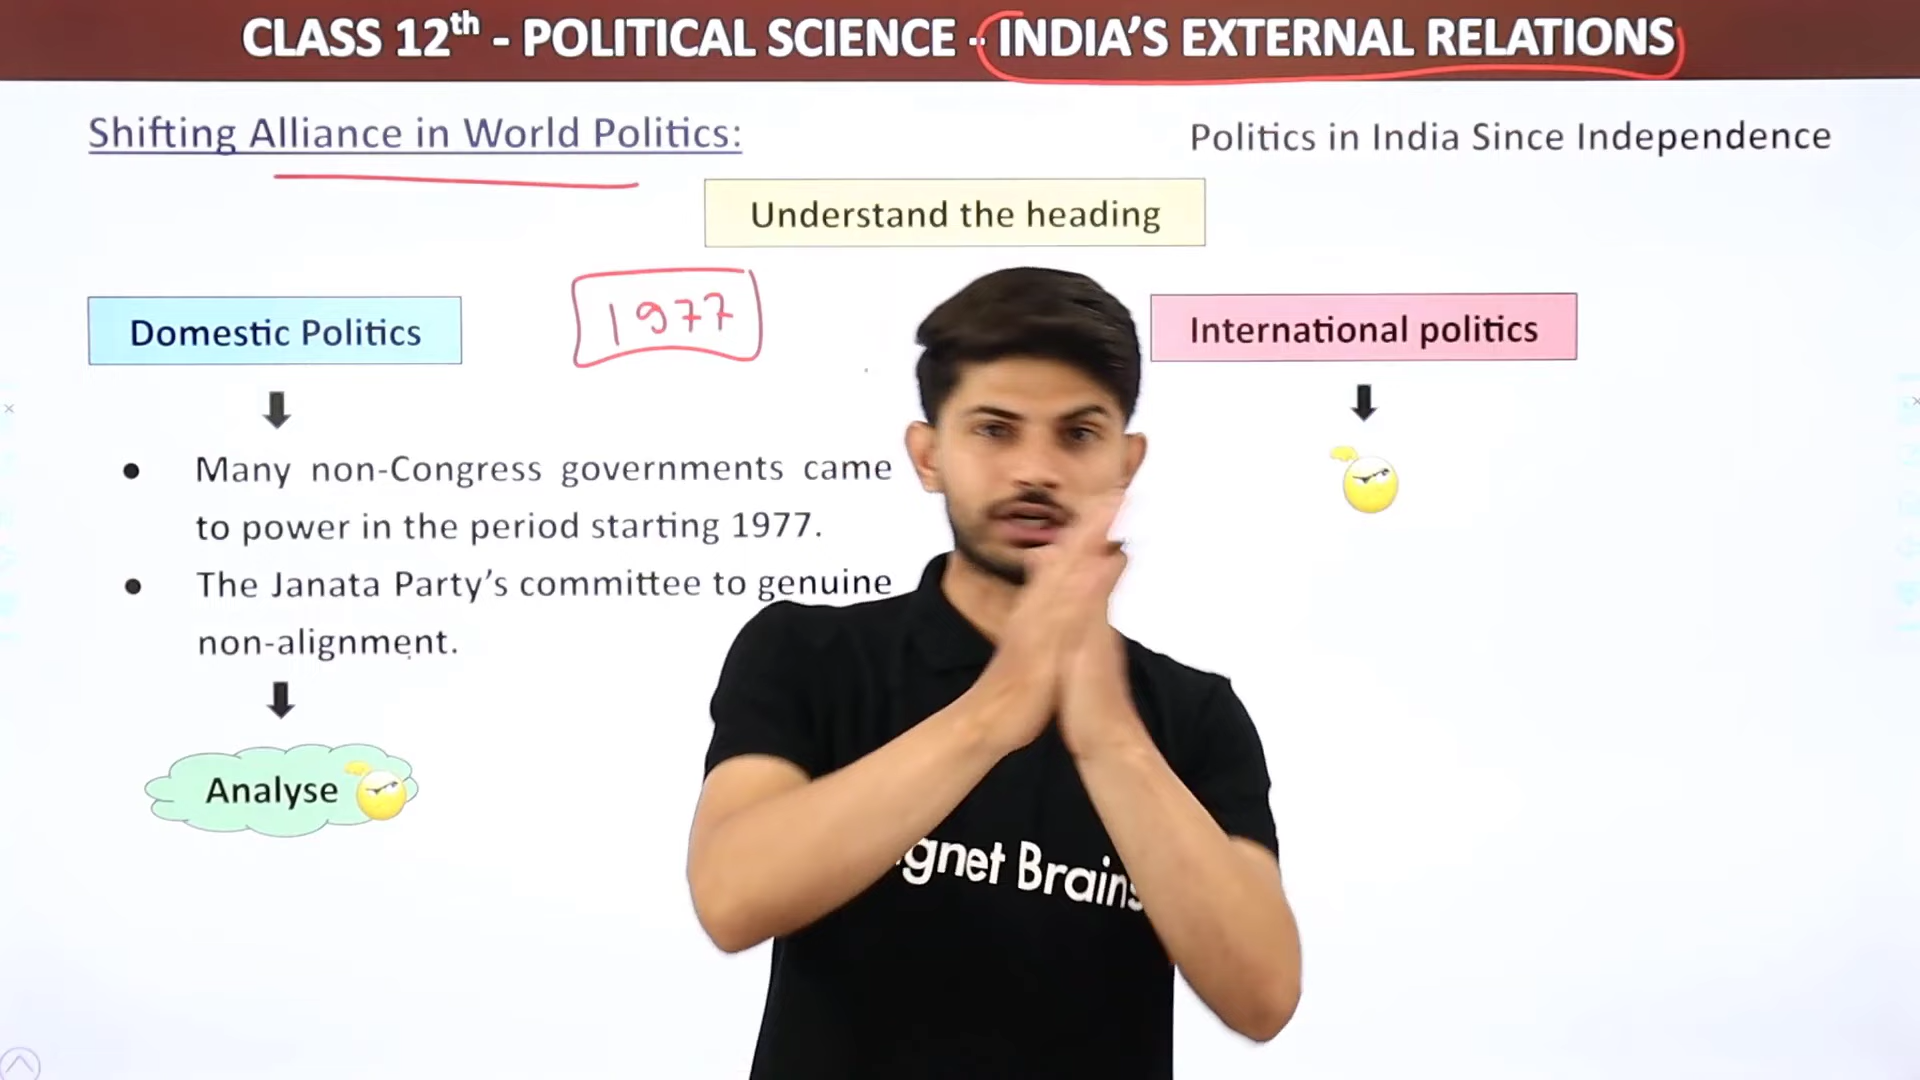 CLASS 12th - POLITICAL SCIENCE - INDIA'S EXTERNAL RELATIONS
Shifting Alliance in World Politics:
Politics in India Since Independence
Understand the heading
Domestic Politics
1977
International politics
Many non-Congress governments came
to power in the period starting 1977.
The Janata Party's committee to genuine
non-alignment.
Analyse
gnet Brains